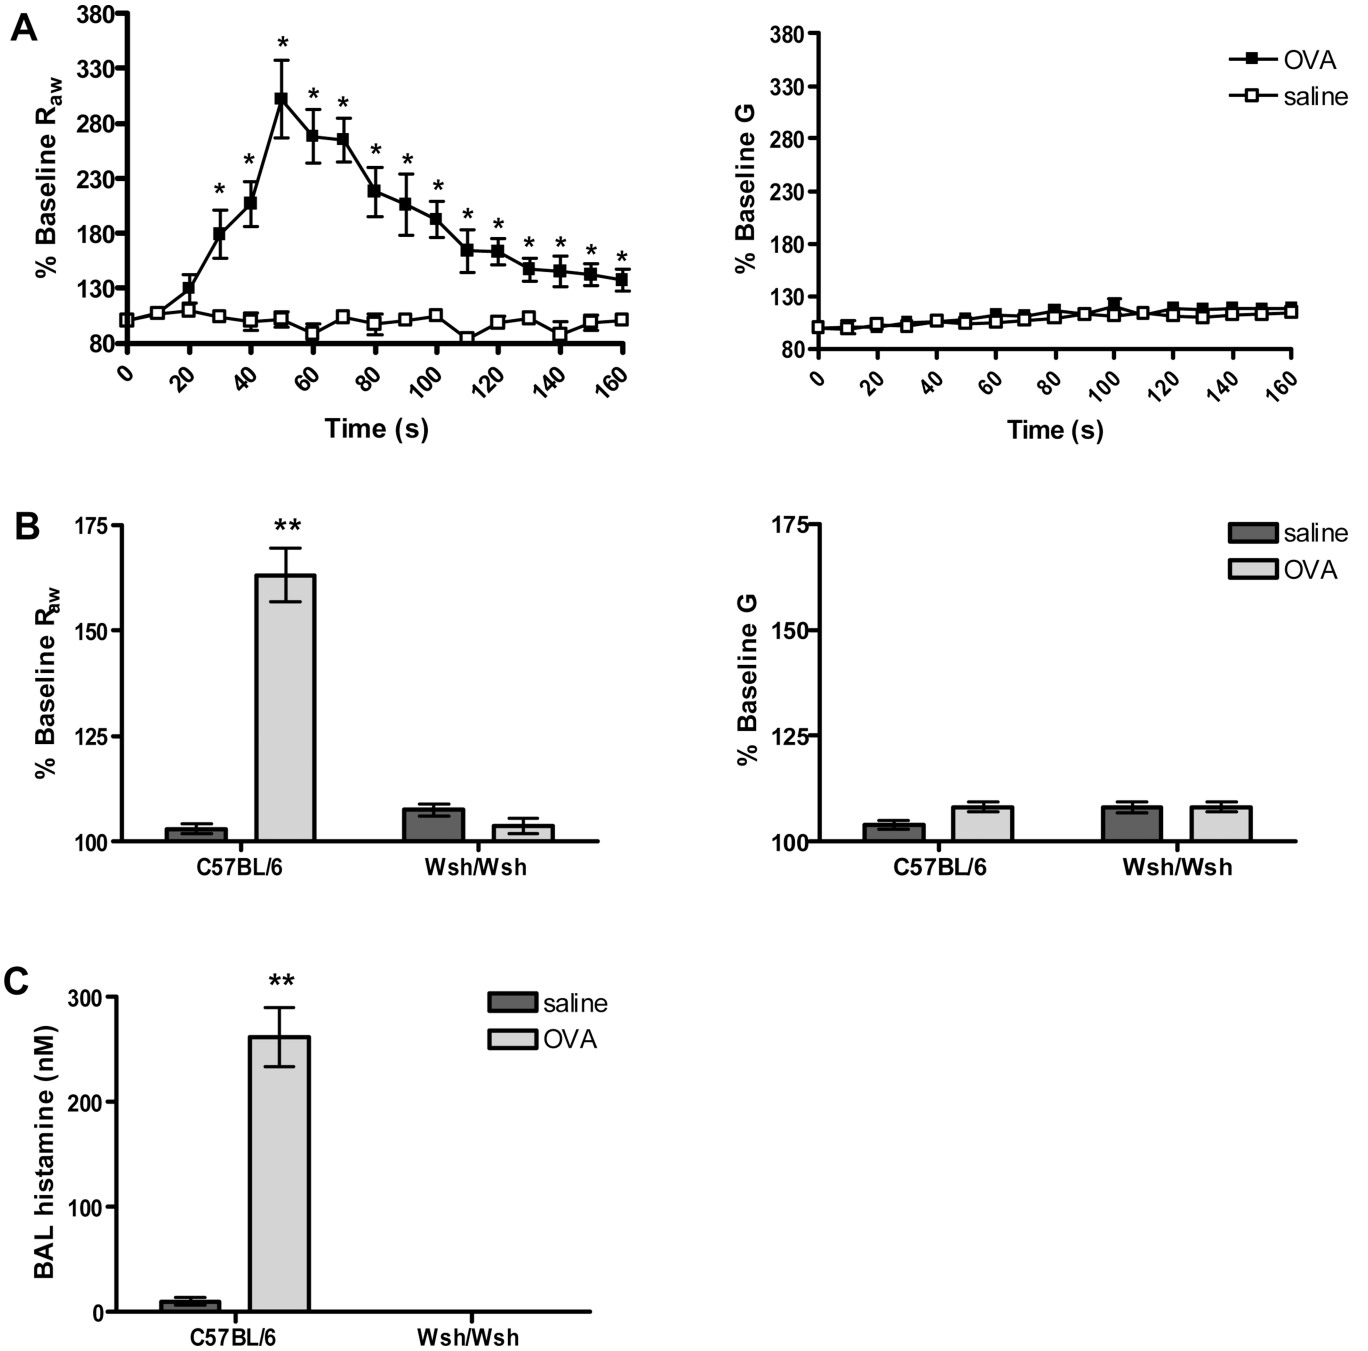 A
380
330
280
230
180
130
80
% Baseline Raw
* * * * * * * * * * * * * *
0 20 40 60 80 100 120 140 160
Time (s)
380
330
280
230
180
130
80
% Baseline G
OVA
saline
0 20 40 60 80 100 120 140 160
Time (s)
B
175
150
125
100
% Baseline Raw
**
C57BL/6 Wsh/Wsh
175
150
125
100
% Baseline G
saline
OVA
C57BL/6 Wsh/Wsh
C
300
200
100
0
BAL histamine (nM)
**
saline
OVA
C57BL/6 Wsh/Wsh